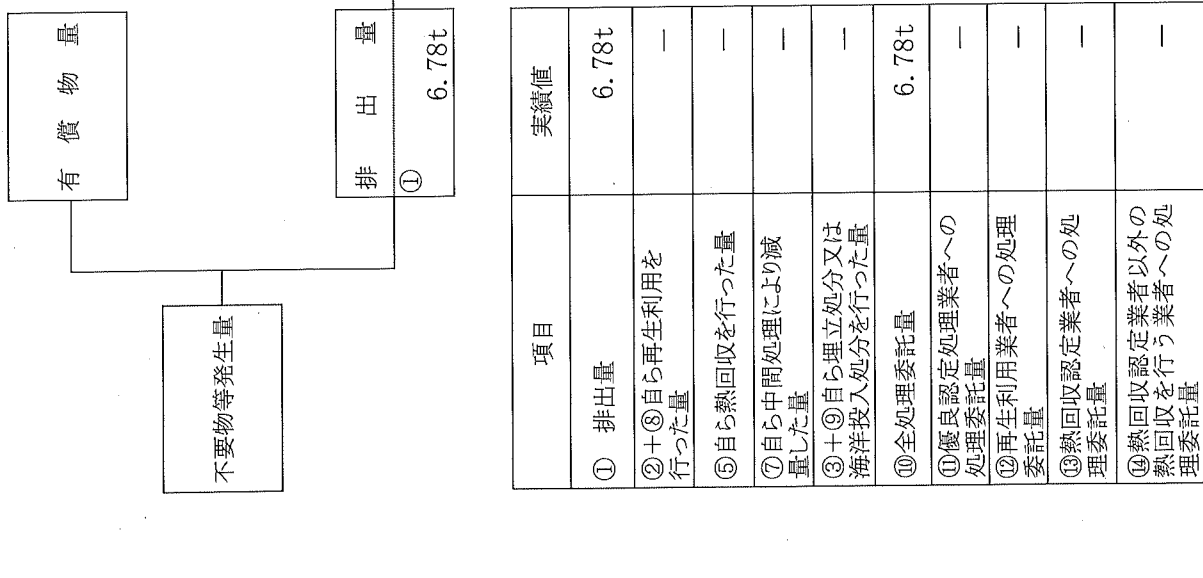 有償物量
不要物等発生量
排出量
① 6.78t
項目 実績値
① 排出量 6.78t
②+⑧自ら再生利用を
行った量 －
⑤自ら熱回収を行った量 －
⑦自ら中間処理により減
量した量 －
③+⑨自ら埋立処分又は
海洋投入処分を行った量 －
⑩全処理委託量 6.78t
⑪優良認定処理業者への
処理委託量 －
⑫再生利用業者への処理
委託量 －
⑬熱回収認定業者への処
理委託量 －
⑭熱回収認定業者以外の
熱回収を行う業者への処
理委託量 －